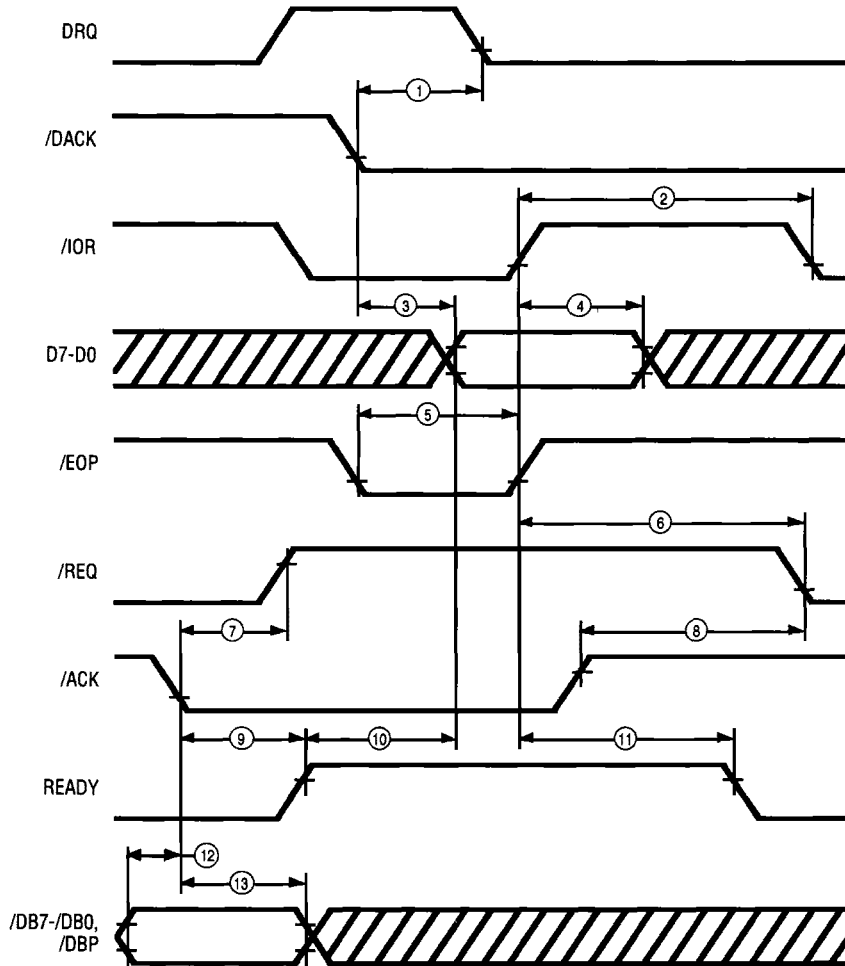 DRQ
1
/DACK
2
/IOR
3
4
D7-D0
5
/EOP
6
/REQ
7
8
/ACK
9
10
11
READY
12
13
/DB7-/DB0,
/DBP